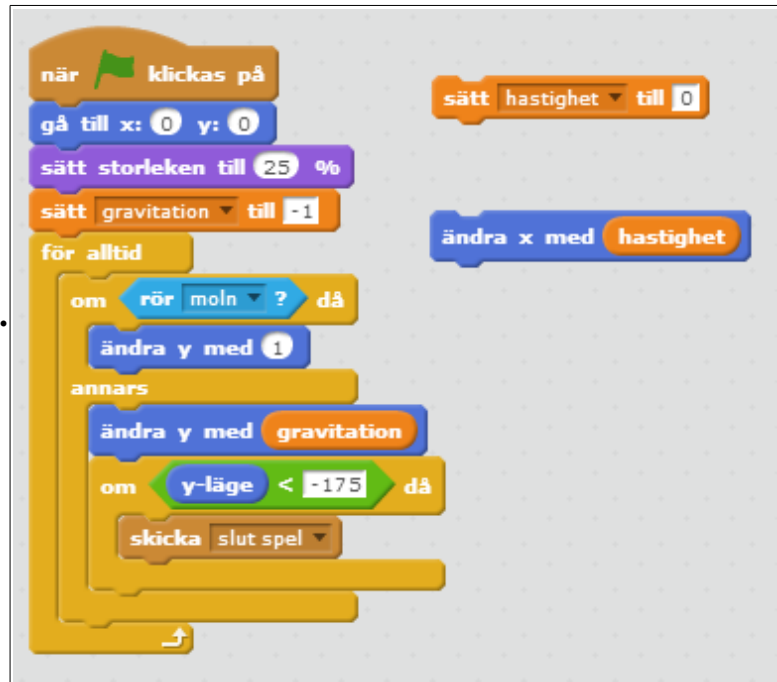 när klickas på
gå till x: 0 y: 0
sätt storleken till 25 %
sätt gravitation till -1
för alltid
om rör moln ? då
ändra y med 1
annars
ändra y med gravitation
om y-läge < -175 då
skicka slut spel
sätt hastighet till 0
ändra x med hastighet